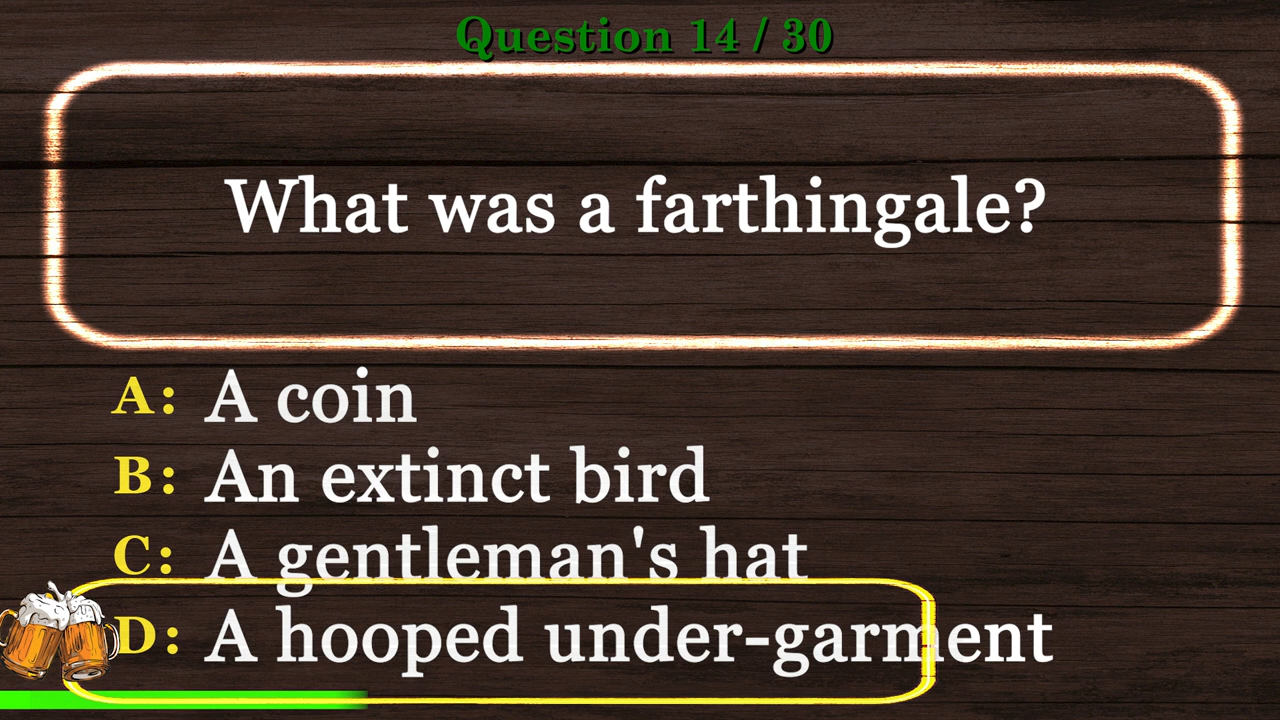 Question 14 / 30
What was a farthingale?
A: A coin
B: An extinct bird
C: A gentleman's hat
D: A hooped under-garment